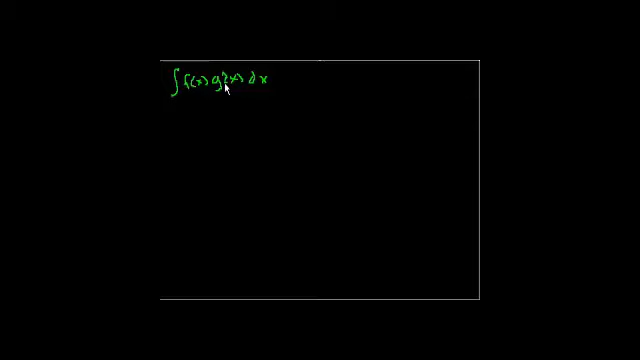 ∫ f(x) g'(x) dx